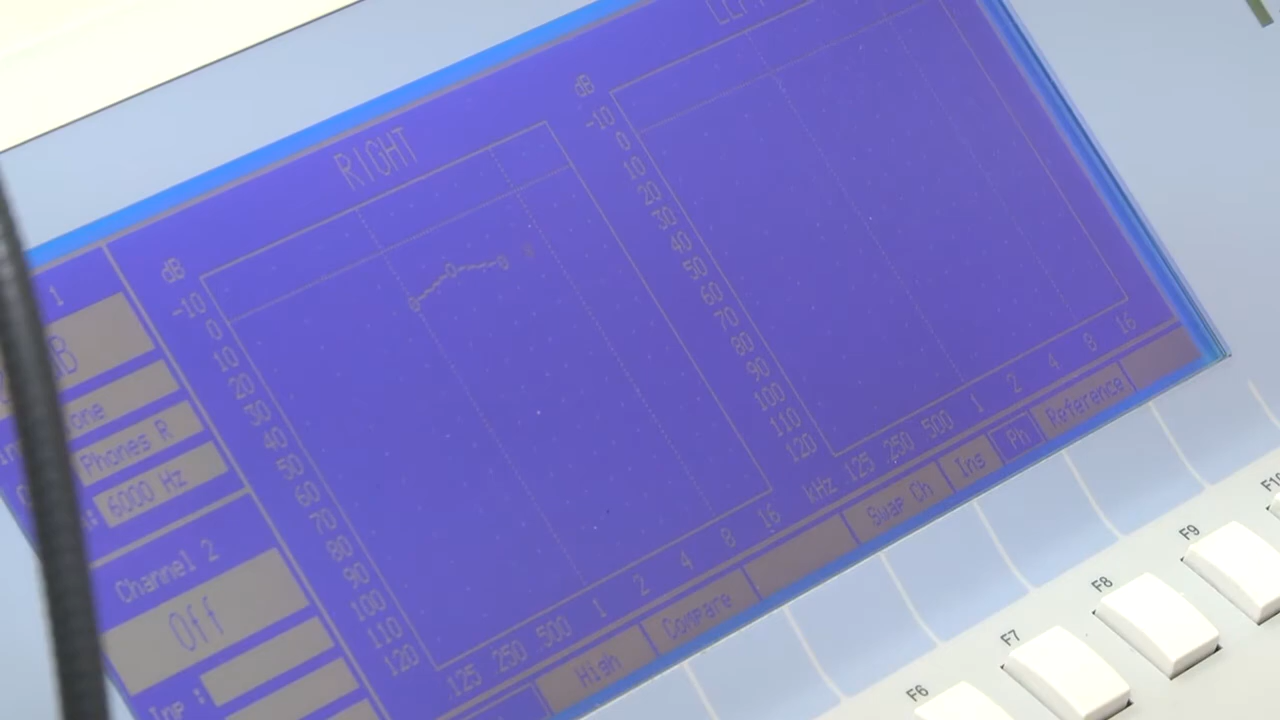 RIGHT
dB
-10
0
10
20
30
40
50
60
70
80
90
100
110
120
125 250 500 1 2 4 8 16
dB
-10
0
10
20
30
40
50
60
70
80
90
100
110
120
kHz 125 250 500 1 2 4 8 16
1
Phones R
6000 Hz
Channel 2
Off
Inp :
High
Compare
Swap Ch
Ins
Ph
Reference
F6
F7
F8
F9
F10